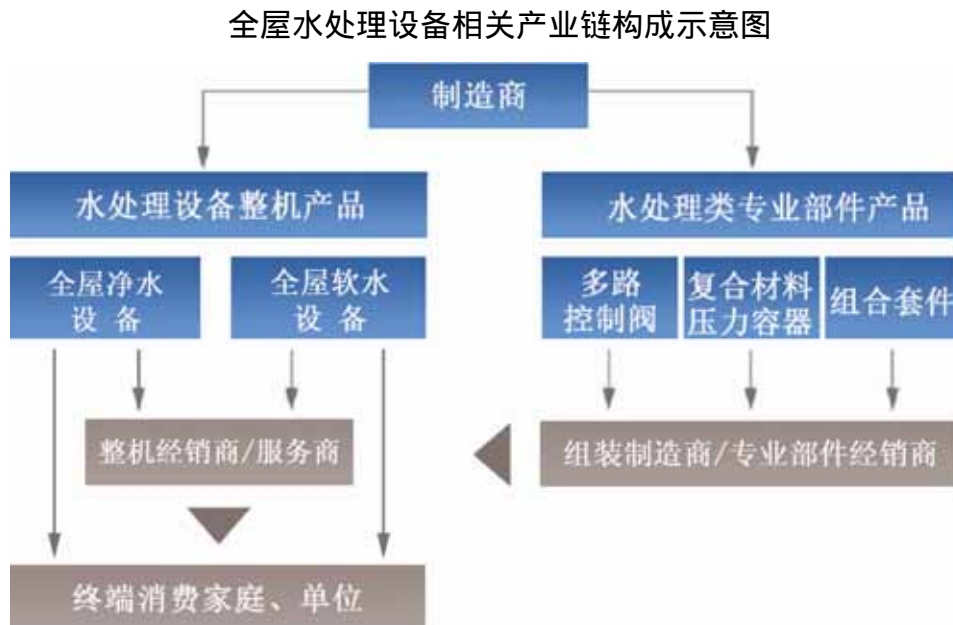 全屋水处理设备相关产业链构成示意图
制造商
水处理设备整机产品
水处理类专业部件产品
全屋净水
设 备
全屋软水
设 备
多路
控制阀
复合材料
压力容器
组合套件
整机经销商/服务商
组装制造商/专业部件经销商
终端消费家庭、单位